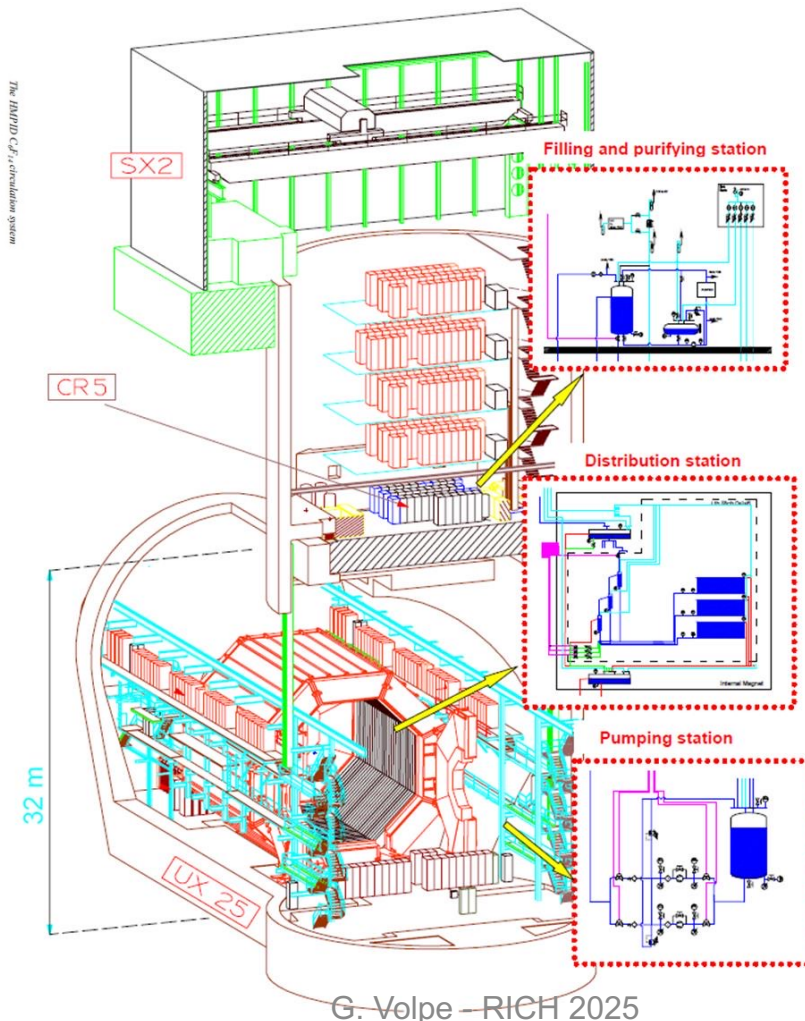 The HMPID C6F14 circulation system
SX2
Filling and purifying station
CR5
Distribution station
Internal Magnet
Pumping station
32 m
UX 25
G. Volpe - RICH 2025